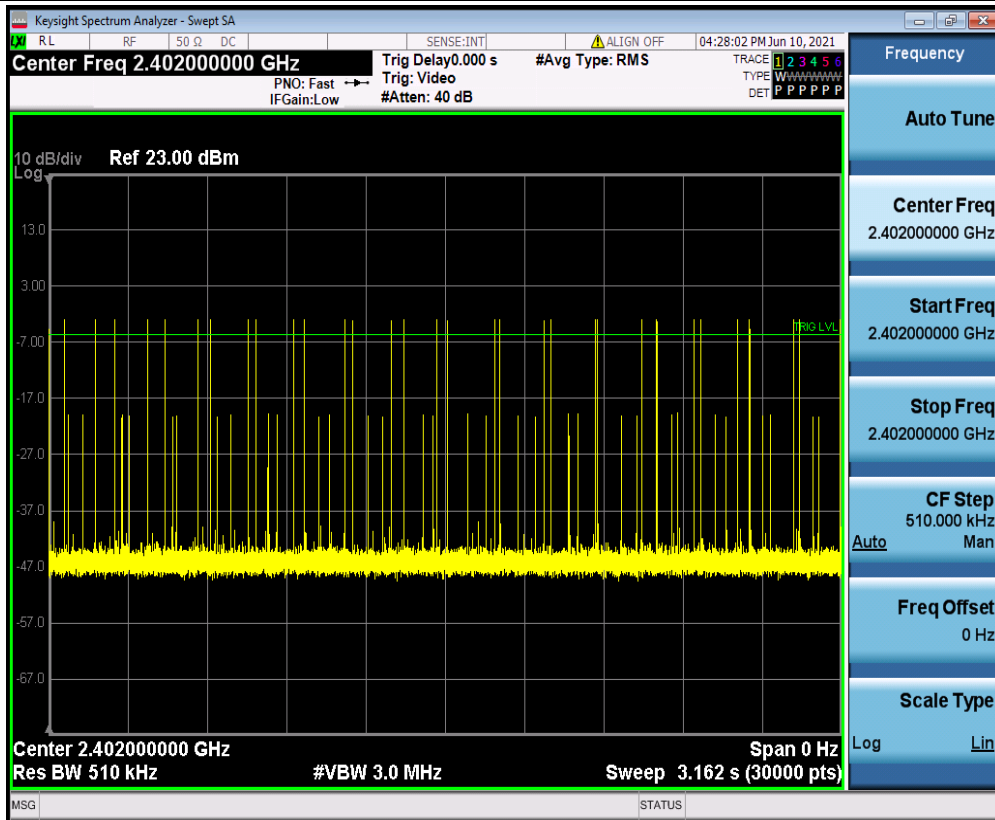 Keysight Spectrum Analyzer - Swept SA
LXI RL RF 50 Ω DC SENSE:INT ALIGN OFF 04:28:02 PM Jun 10, 2021
Center Freq 2.402000000 GHz
PNO: Fast
IFGain:Low
Trig Delay0.000 s
Trig: Video
#Atten: 40 dB
#Avg Type: RMS
TRACE 1 2 3 4 5 6
TYPE WWWWWW
DET P P P P P P
10 dB/div Ref 23.00 dBm
Log
13.0
3.00
TRIG LVL
-7.00
-17.0
-27.0
-37.0
-47.0
-57.0
-67.0
Center 2.402000000 GHz Span 0 Hz
Res BW 510 kHz #VBW 3.0 MHz Sweep 3.162 s (30000 pts)
MSG STATUS
Frequency
Auto Tune
Center Freq
2.402000000 GHz
Start Freq
2.402000000 GHz
Stop Freq
2.402000000 GHz
CF Step
510.000 kHz
Auto Man
Freq Offset
0 Hz
Scale Type
Log Lin